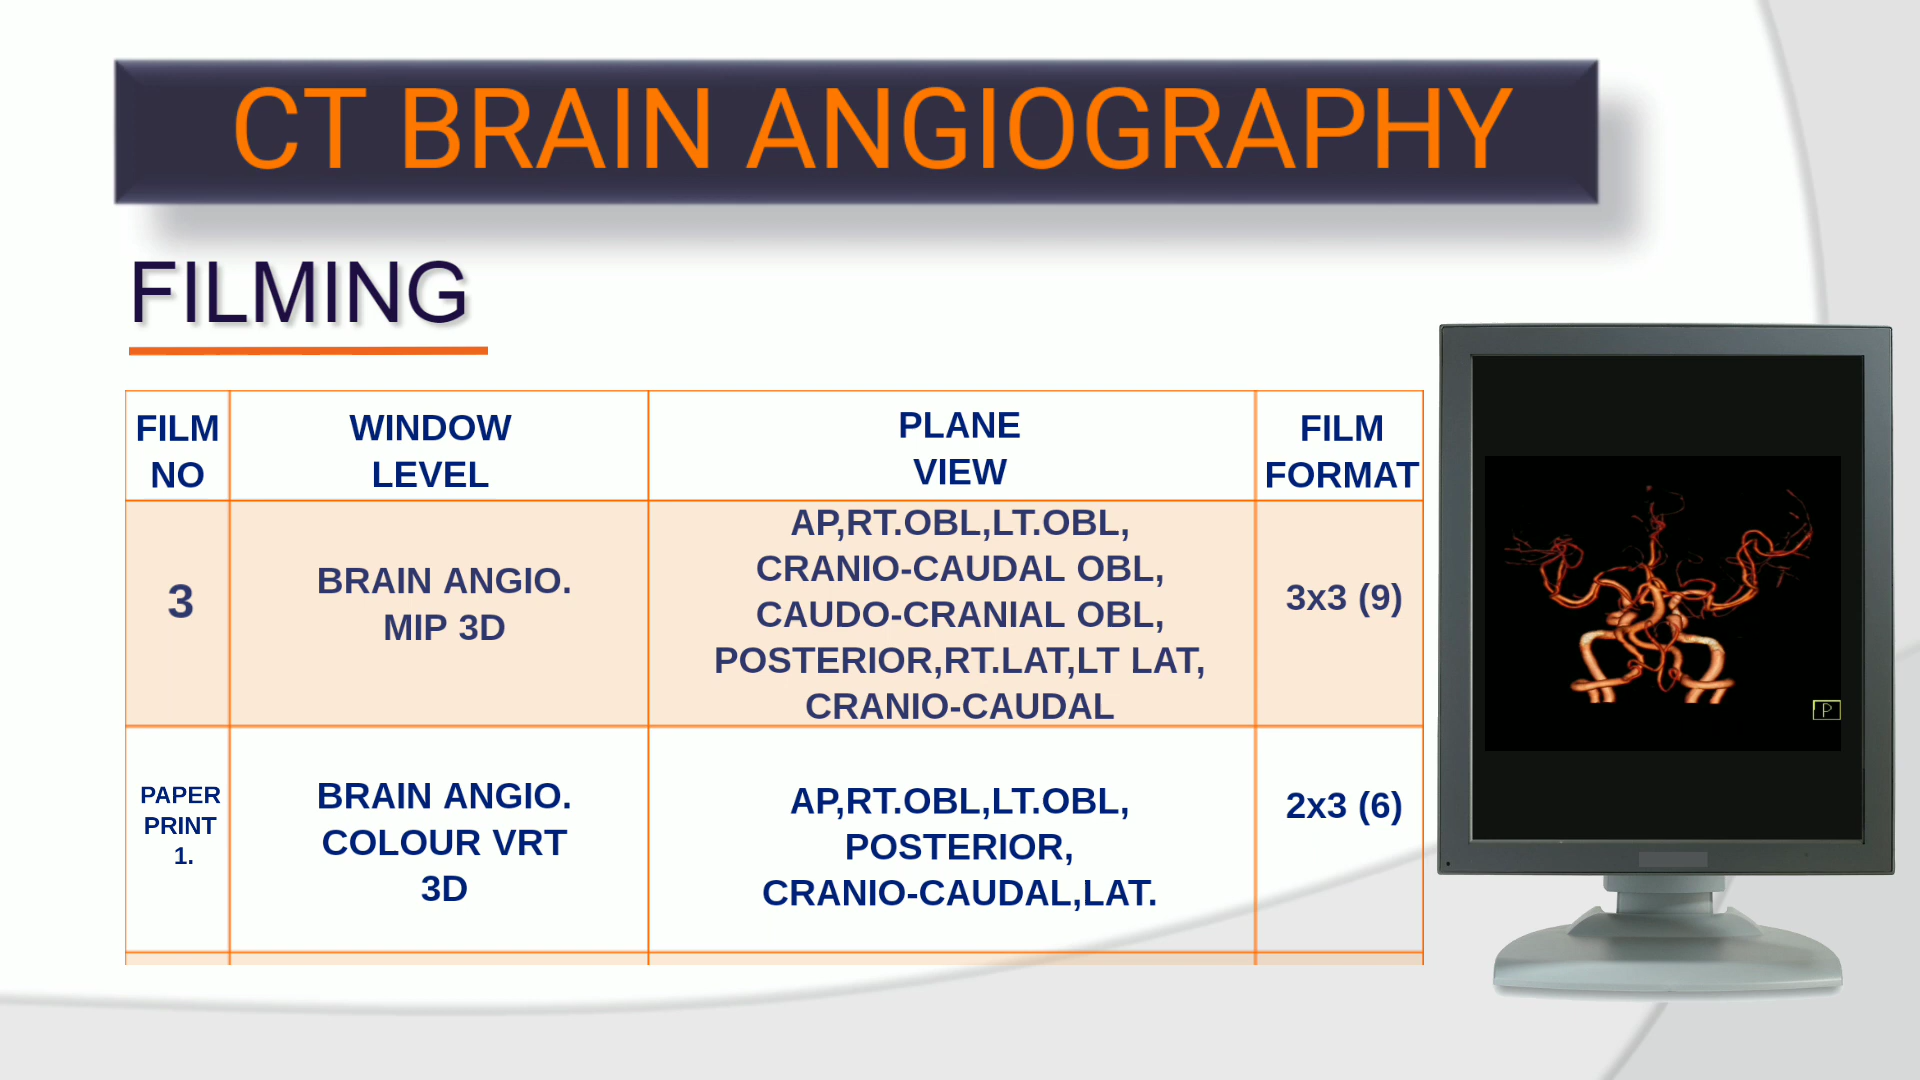 CT BRAIN ANGIOGRAPHY
FILMING
FILM
NO
WINDOW
LEVEL
PLANE
VIEW
FILM
FORMAT
3
BRAIN ANGIO.
MIP 3D
AP,RT.OBL,LT.OBL,
CRANIO-CAUDAL OBL,
CAUDO-CRANIAL OBL,
POSTERIOR,RT.LAT,LT LAT,
CRANIO-CAUDAL
3x3 (9)
PAPER
PRINT
1.
BRAIN ANGIO.
COLOUR VRT
3D
AP,RT.OBL,LT.OBL,
POSTERIOR,
CRANIO-CAUDAL,LAT.
2x3 (6)
P